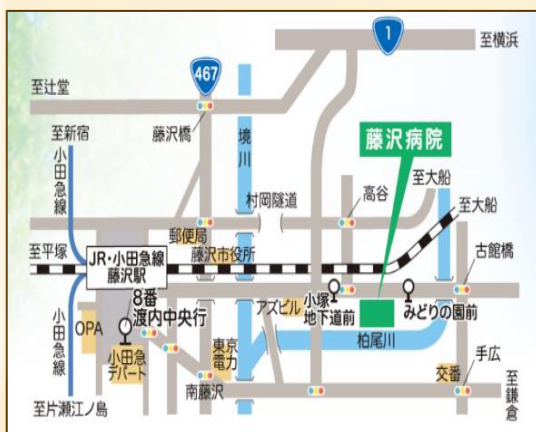 1
至横浜
467
至辻堂
藤沢橋
境川
藤沢病院
至新宿
小田急線
村岡隧道
高谷
至大船
至大船
郵便局
藤沢市役所
至平塚
JR・小田急線
藤沢駅
古館橋
8番
渡内中央行
アズビル
小塚
地下道前
みどりの園前
OPA
小田急
デパート
東京
電力
柏尾川
小田急線
手広
交番
南藤沢
至片瀬江ノ島
至鎌倉